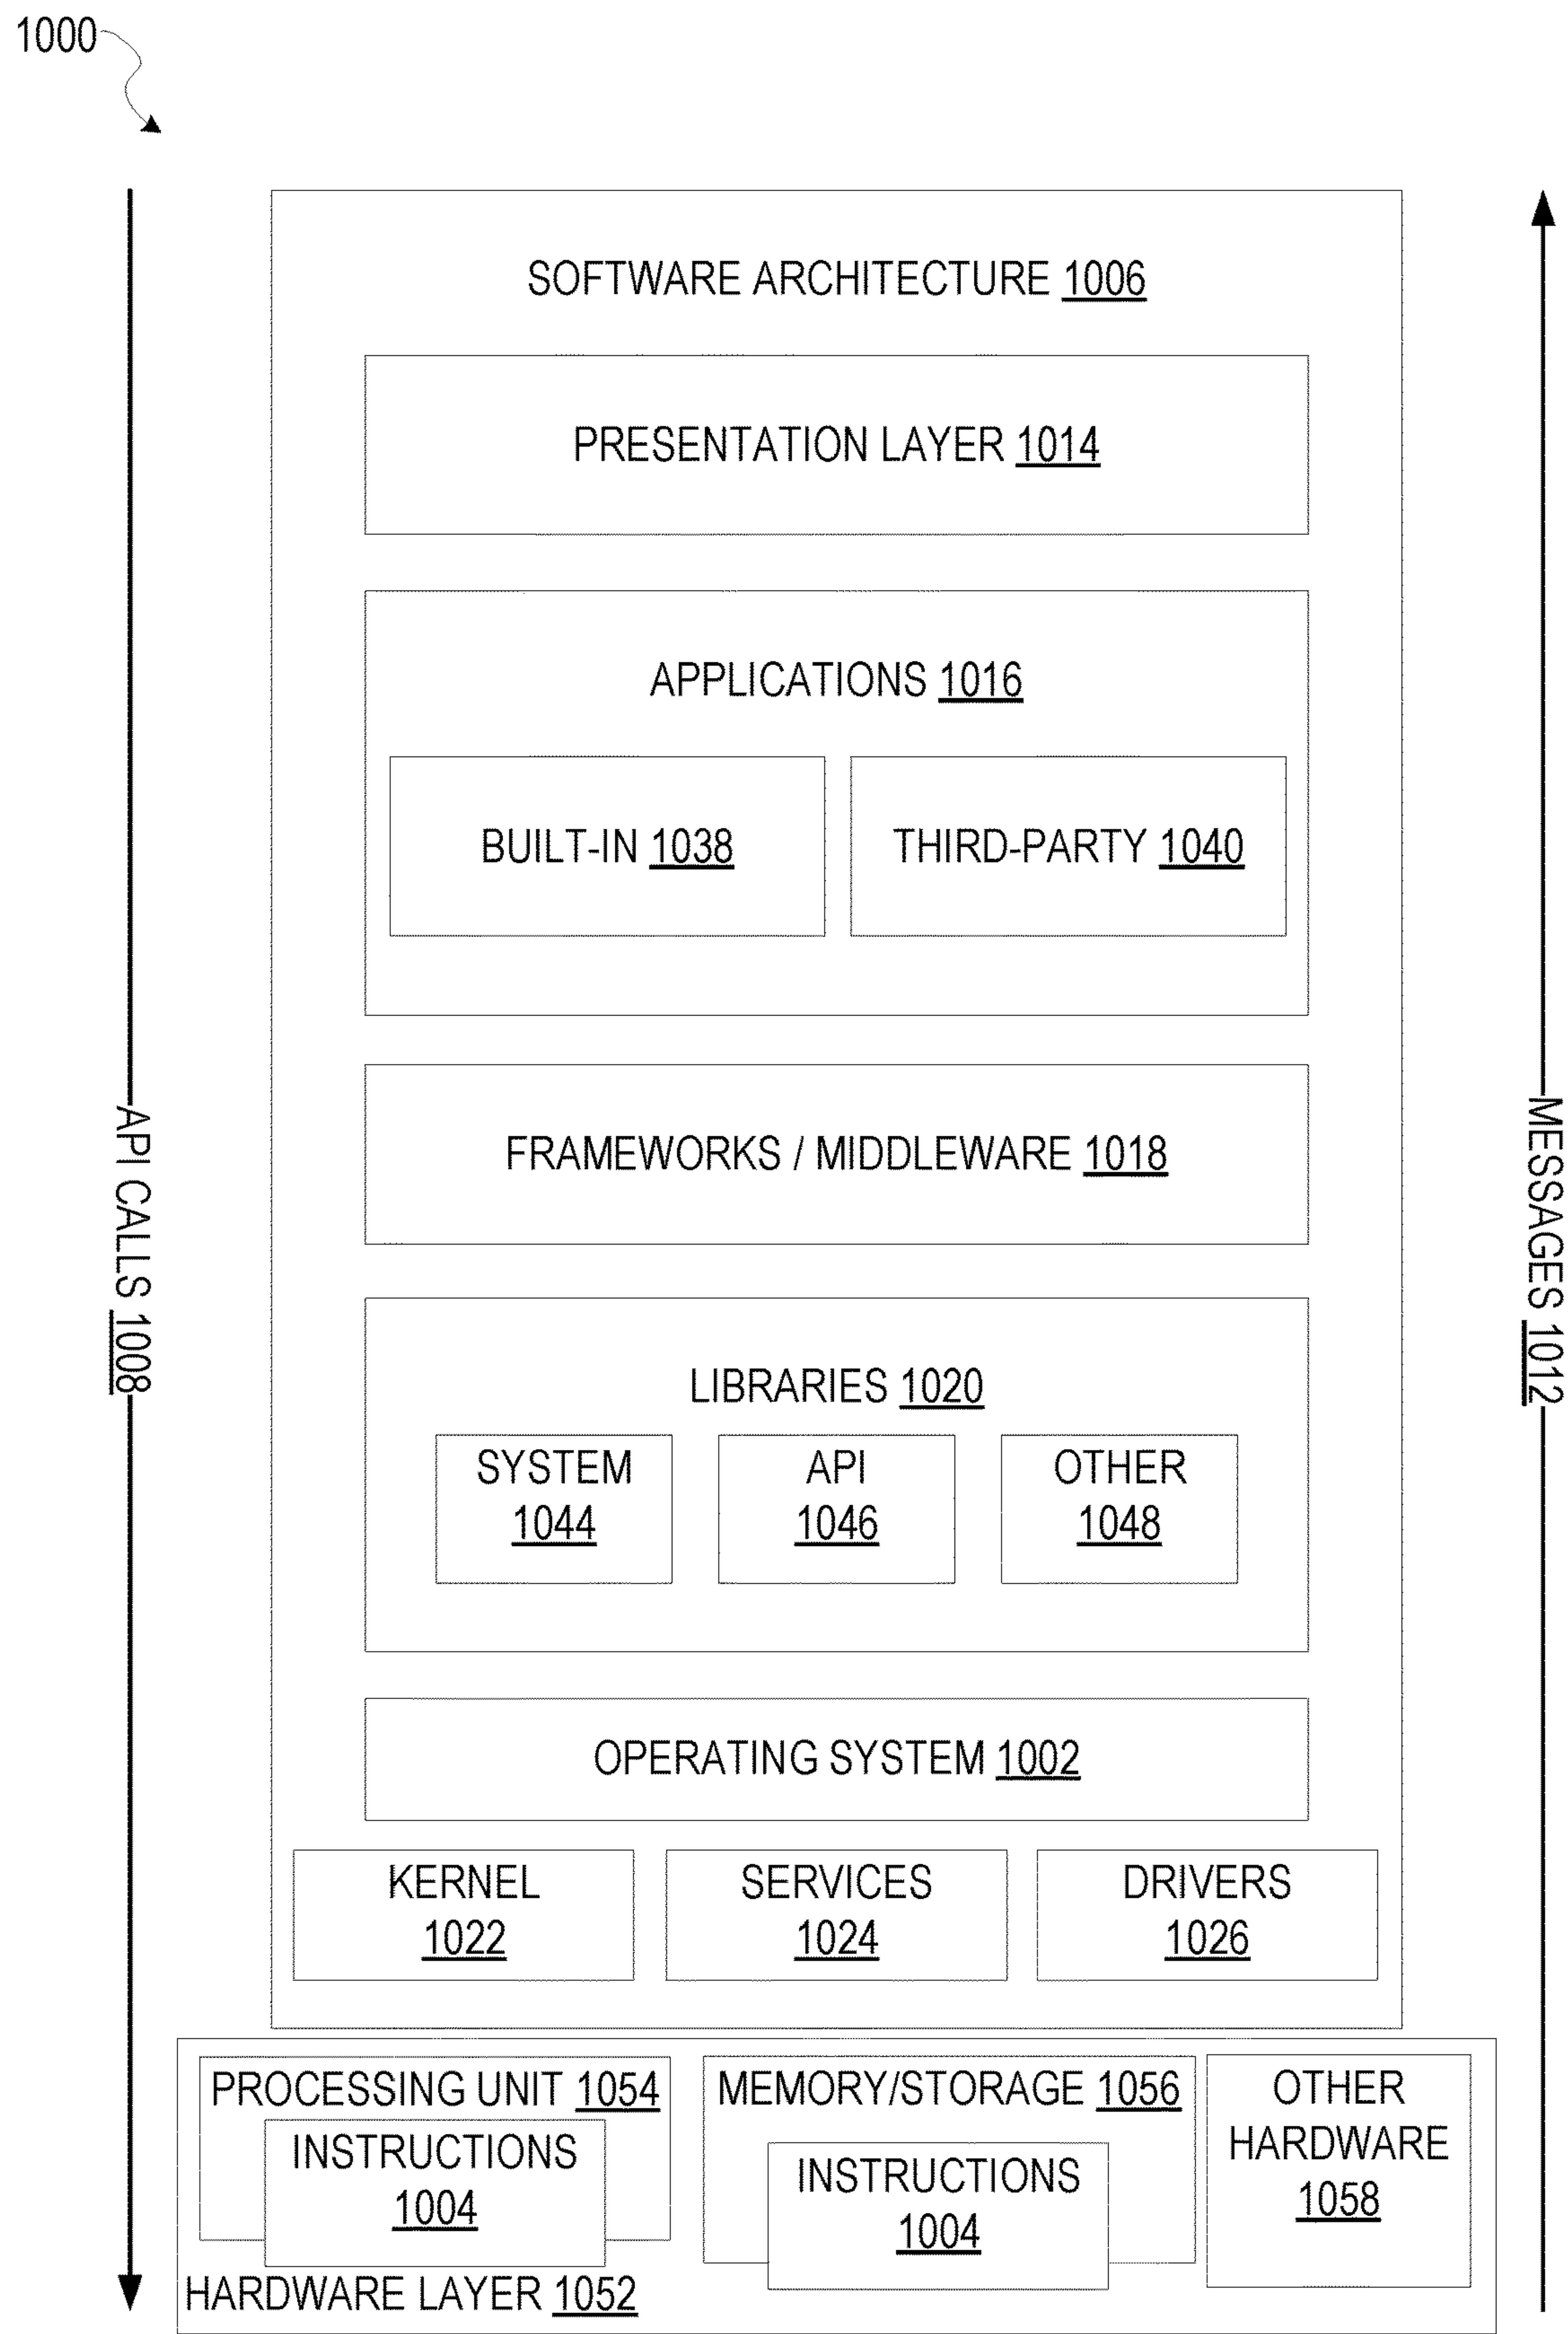 1000
SOFTWARE ARCHITECTURE 1006
PRESENTATION LAYER 1014
APPLICATIONS 1016
BUILT-IN 1038
THIRD-PARTY 1040
FRAMEWORKS / MIDDLEWARE 1018
API CALLS 1008
MESSAGES 1012
LIBRARIES 1020
SYSTEM
1044
API
1046
OTHER
1048
OPERATING SYSTEM 1002
KERNEL
1022
SERVICES
1024
DRIVERS
1026
PROCESSING UNIT 1054
INSTRUCTIONS
1004
MEMORY/STORAGE 1056
INSTRUCTIONS
1004
OTHER
HARDWARE
1058
HARDWARE LAYER 1052